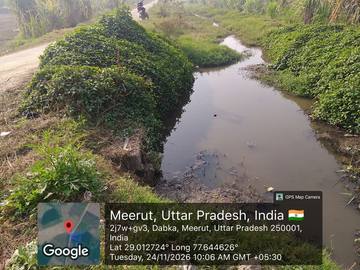 GPS Map Camera
Meerut, Uttar Pradesh, India 🇮🇳
2j7w+gv3, Dabka, Meerut, Uttar Pradesh 250001,
India
Lat 29.012724° Long 77.644626°
Tuesday, 24/11/2026 10:06 AM GMT +05:30
Google